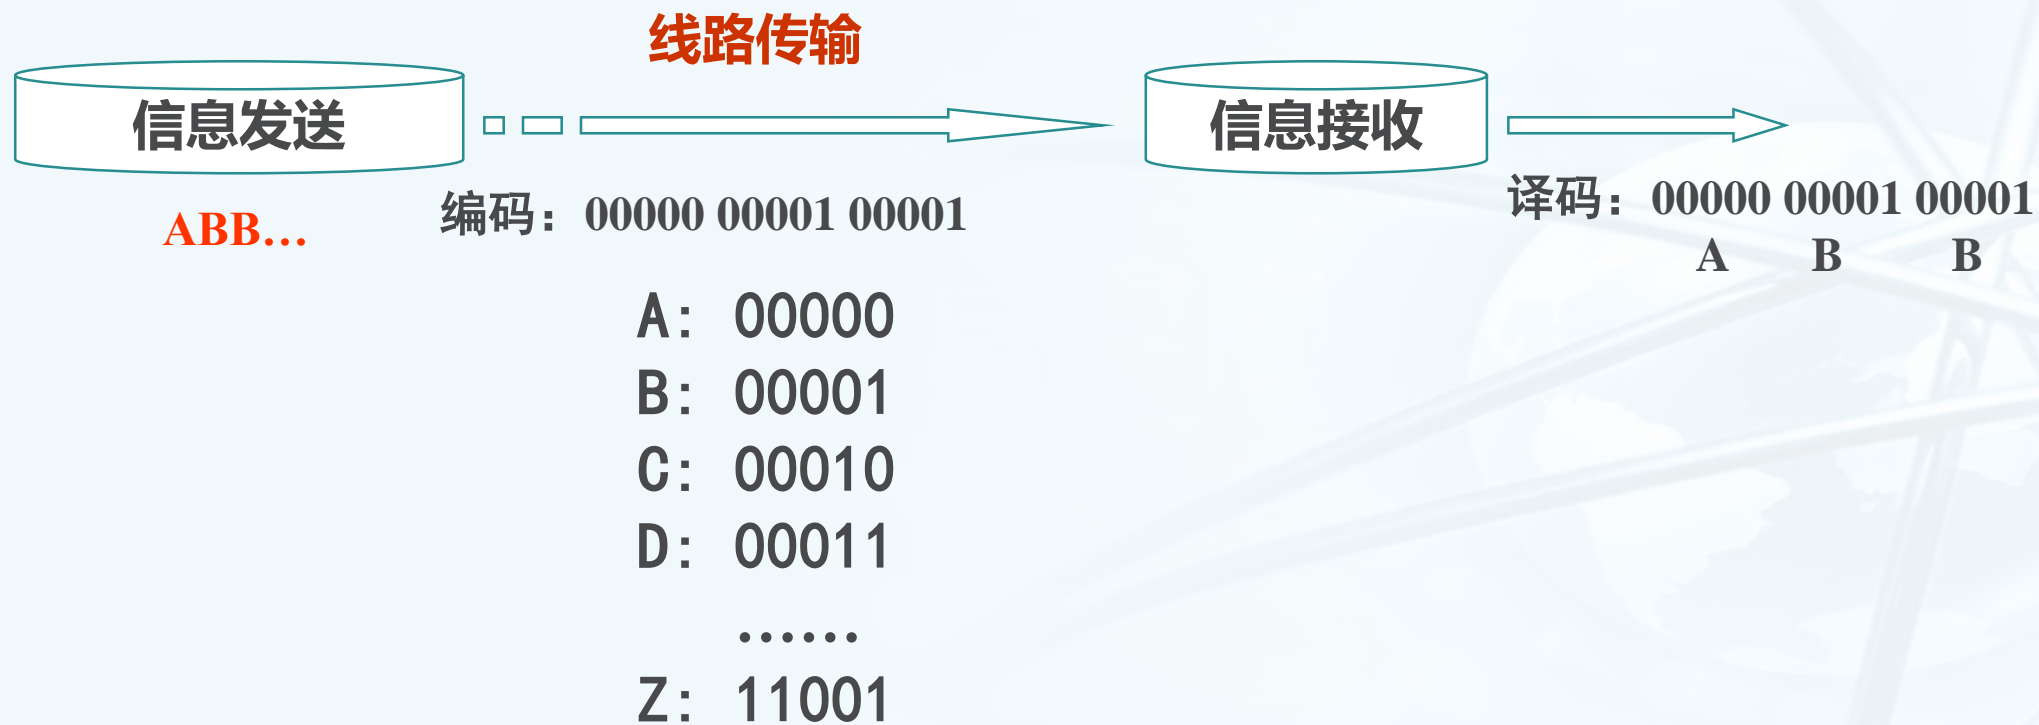 线路传输
信息发送
信息接收
ABB…
编码：00000 00001 00001
译码：00000 00001 00001
A B B
A: 00000
B: 00001
C: 00010
D: 00011
……
Z: 11001